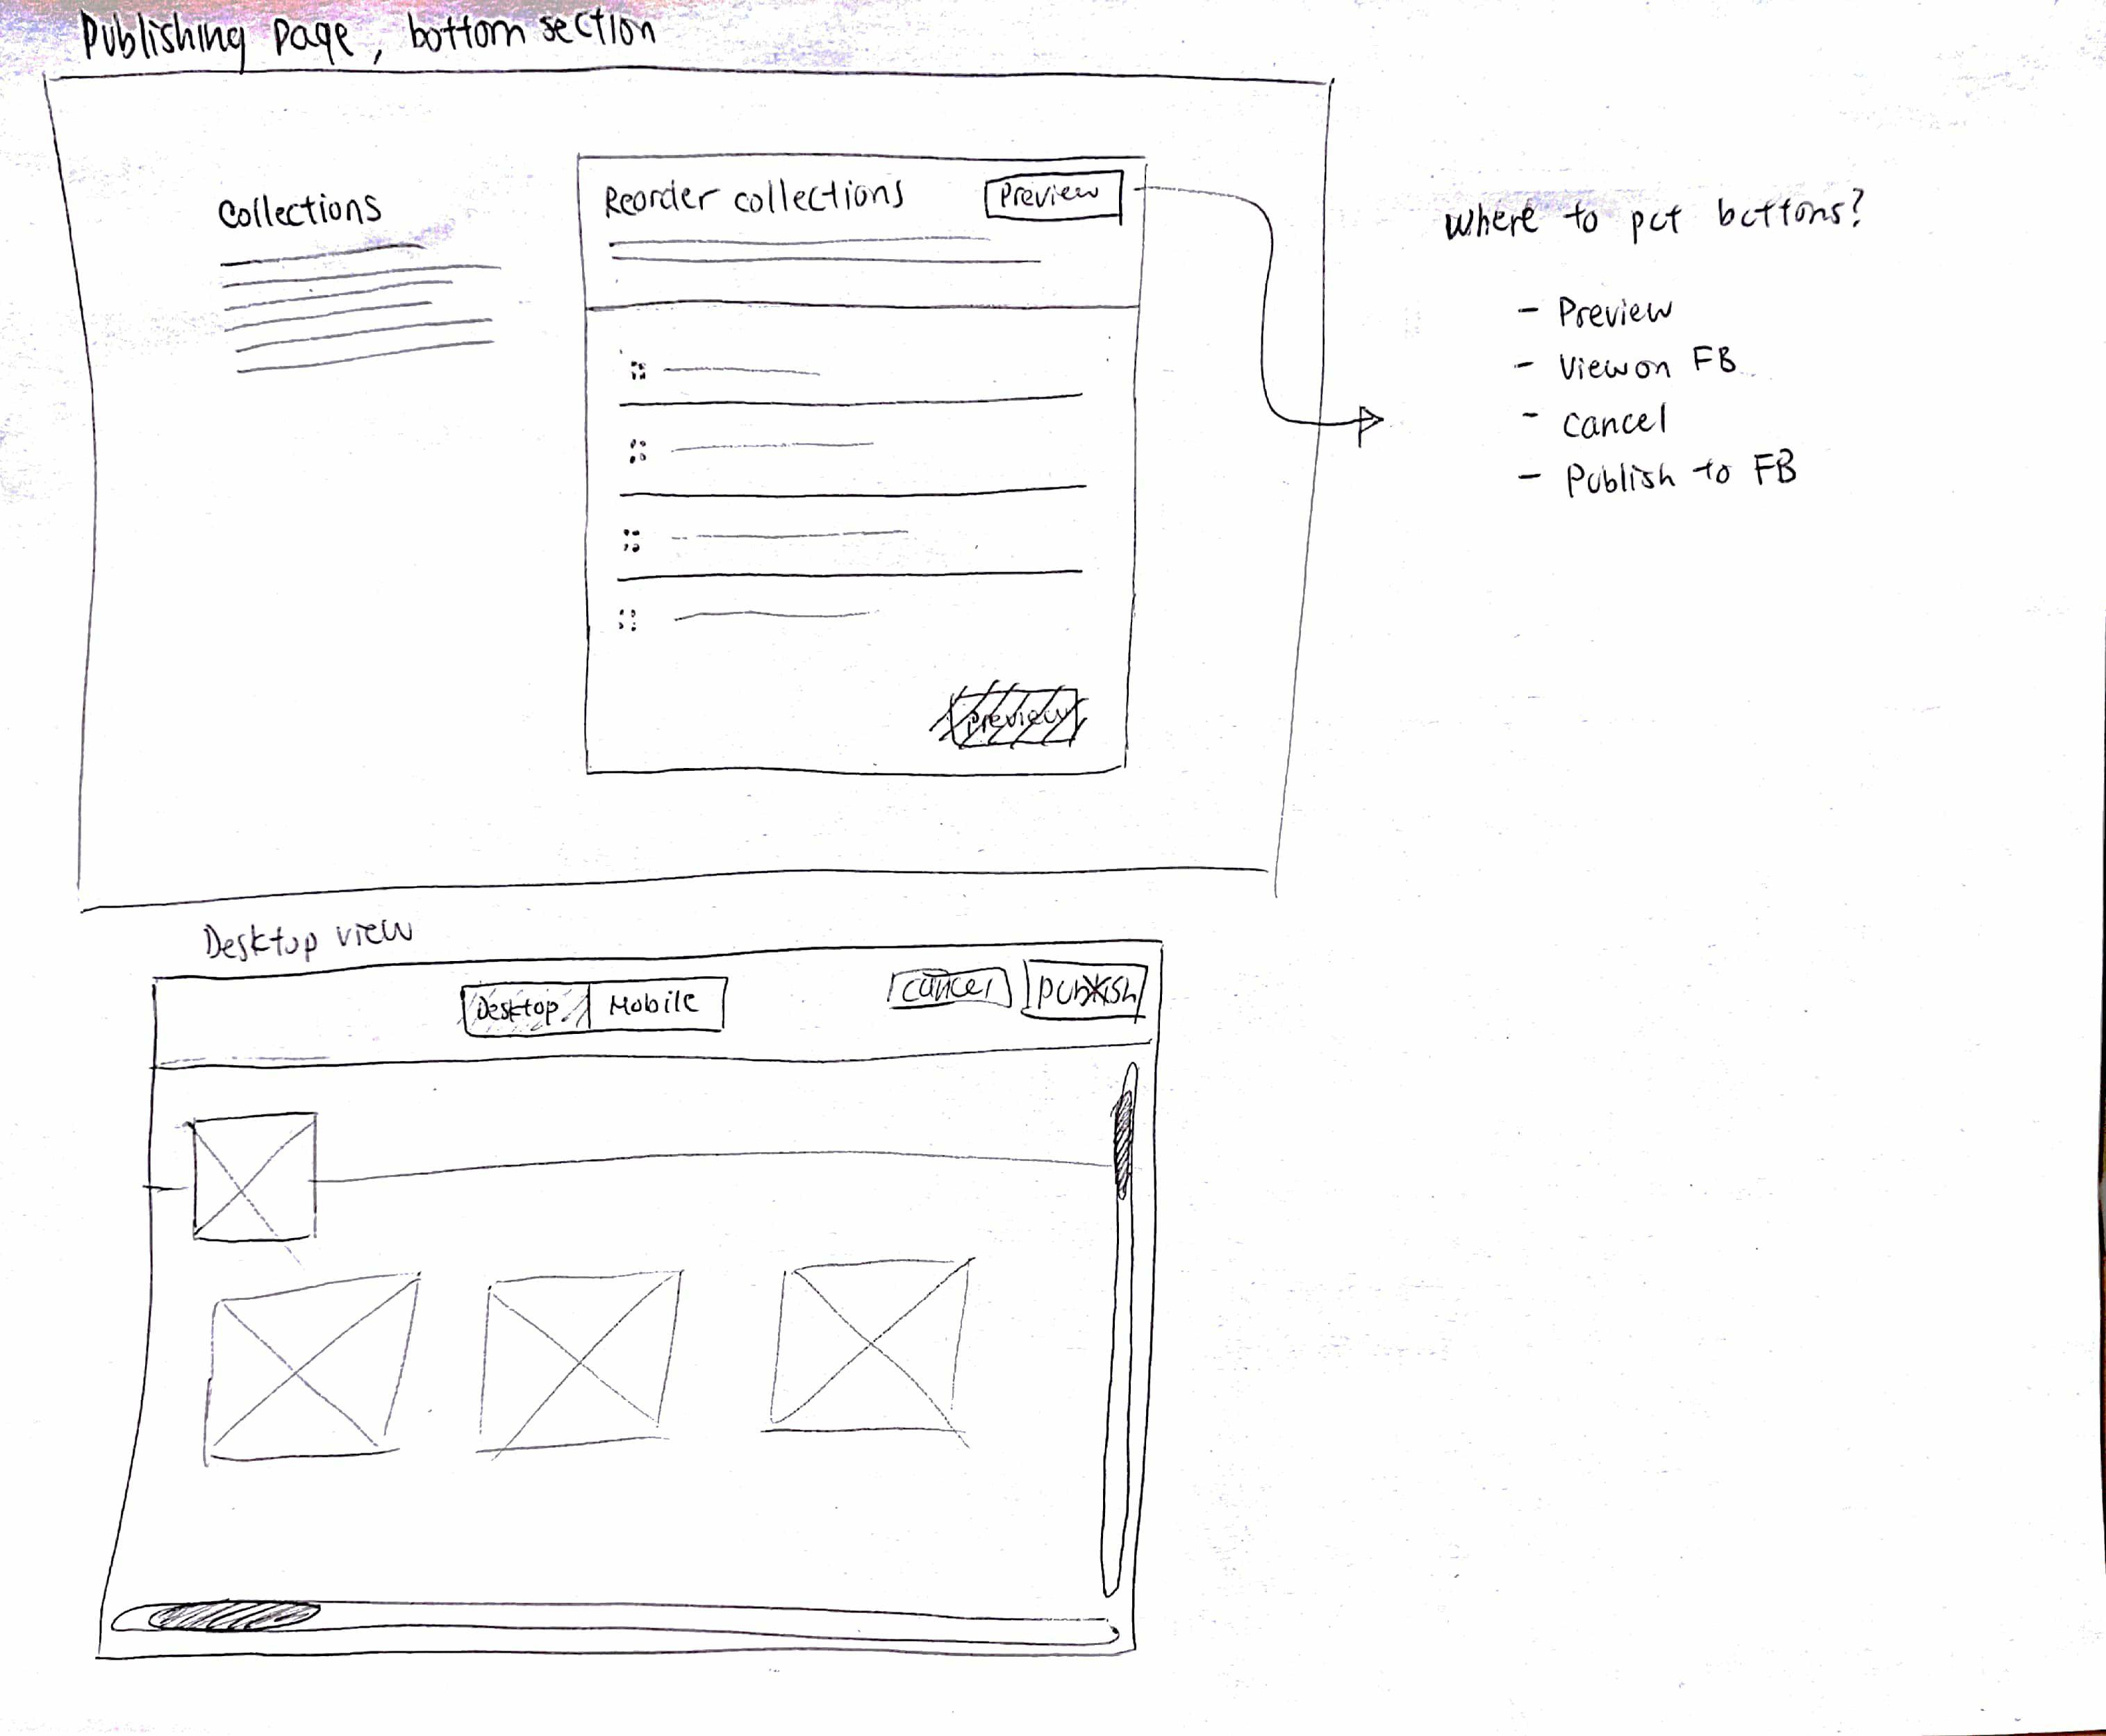 Publishing page, bottom section
Collections
Reorder collections
Preview
Preview
Where to put buttons?
- Preview
- View on FB
- Cancel
- Publish to FB
Desktop view
Desktop
Mobile
Cancel
Publish